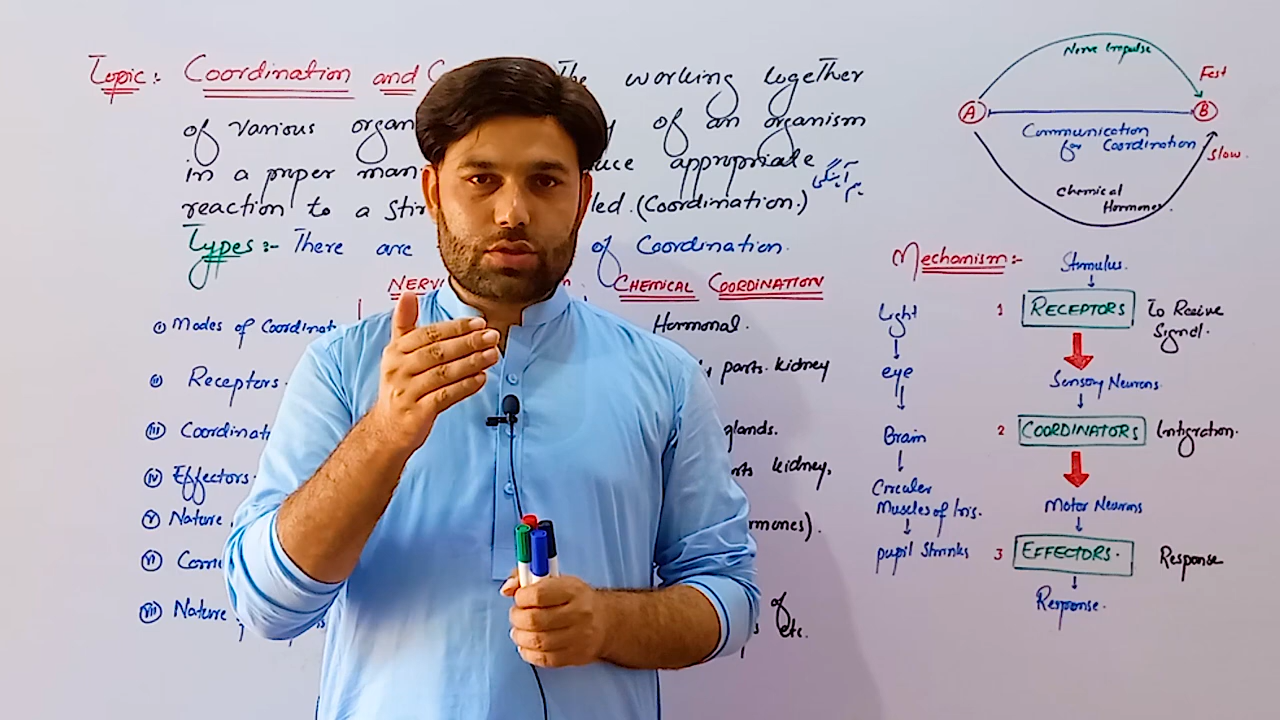 Topic:- Coordination and C The working together
of various organ y of an organism
in a proper man uce appropriate
reaction to a Stir led. (Coordination.)
Types:- There are of Coordination.
NERV CHEMICAL COORDINATION
(i) Modes of Coordinat Hormonal.
(ii) Receptors. parts. kidney
(iii) Coordinat glands.
(iv) Effectors. rts kidney,
(v) Nature rmones).
(vi)
(vii) Nature of
s etc.
Nerve Impulse
Fast
A B
Communication
for Coordination
Slow.
Chemical
Hormones.
Mechanism:-
Light
eye
Brain
Circular
Muscles of Iris.
pupil Shrinks
Stimulus.
1 RECEPTORS To Receive
Signal.
Sensory Neurons.
2 COORDINATORS Intigration.
Motor Neurons
3 EFFECTORS. Response
Response.